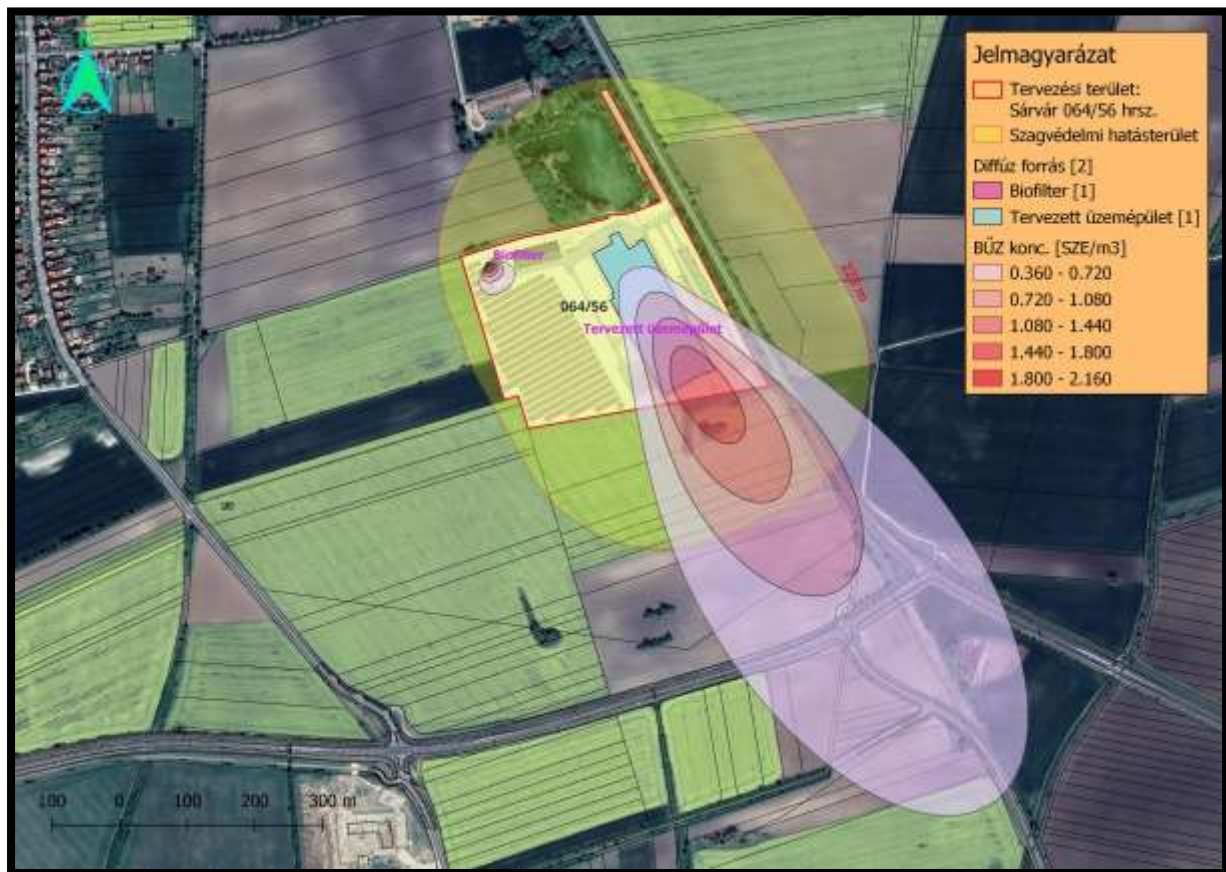 Jelmagyarázat
Tervezési terület:
Sárvár 064/56 hrsz.
Szagvédelmi hatásterület
Diffúz forrás [2]
Biofilter [1]
Tervezett üzemépület [1]
BŰZ konc. [SZE/m3]
0.360 - 0.720
0.720 - 1.080
1.080 - 1.440
1.440 - 1.800
1.800 - 2.160
Biofilter
064/56
Tervezett üzemépület
100 0 100 200 300 m